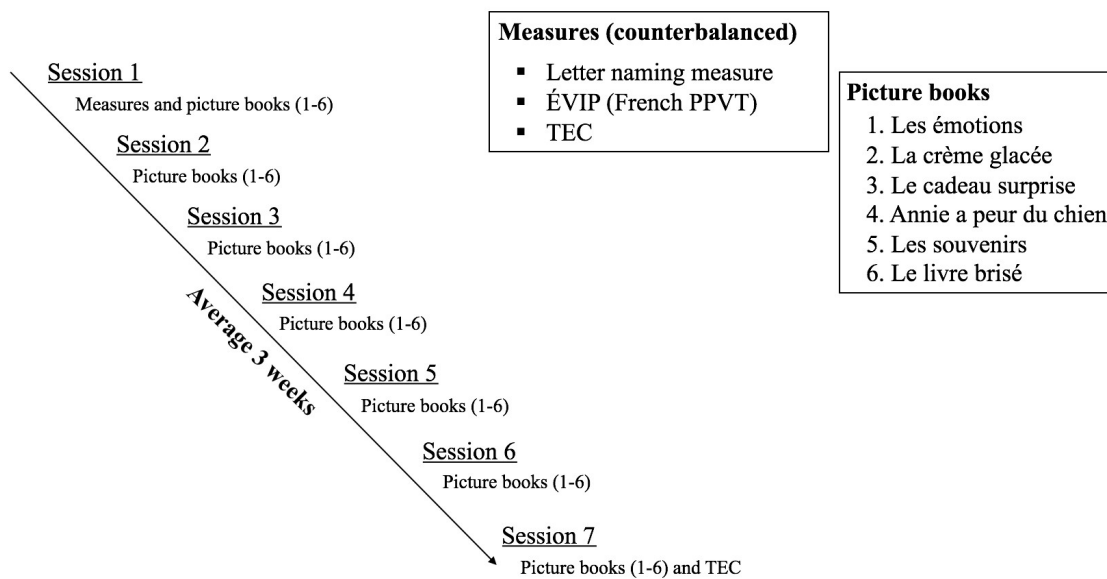 Measures (counterbalanced)
▪ Letter naming measure
▪ ÉVIP (French PPVT)
▪ TEC
Picture books
1. Les émotions
2. La crème glacée
3. Le cadeau surprise
4. Annie a peur du chien
5. Les souvenirs
6. Le livre brisé
Session 1
Measures and picture books (1-6)
Session 2
Picture books (1-6)
Session 3
Picture books (1-6)
Session 4
Picture books (1-6)
Average 3 weeks
Session 5
Picture books (1-6)
Session 6
Picture books (1-6)
Session 7
Picture books (1-6) and TEC